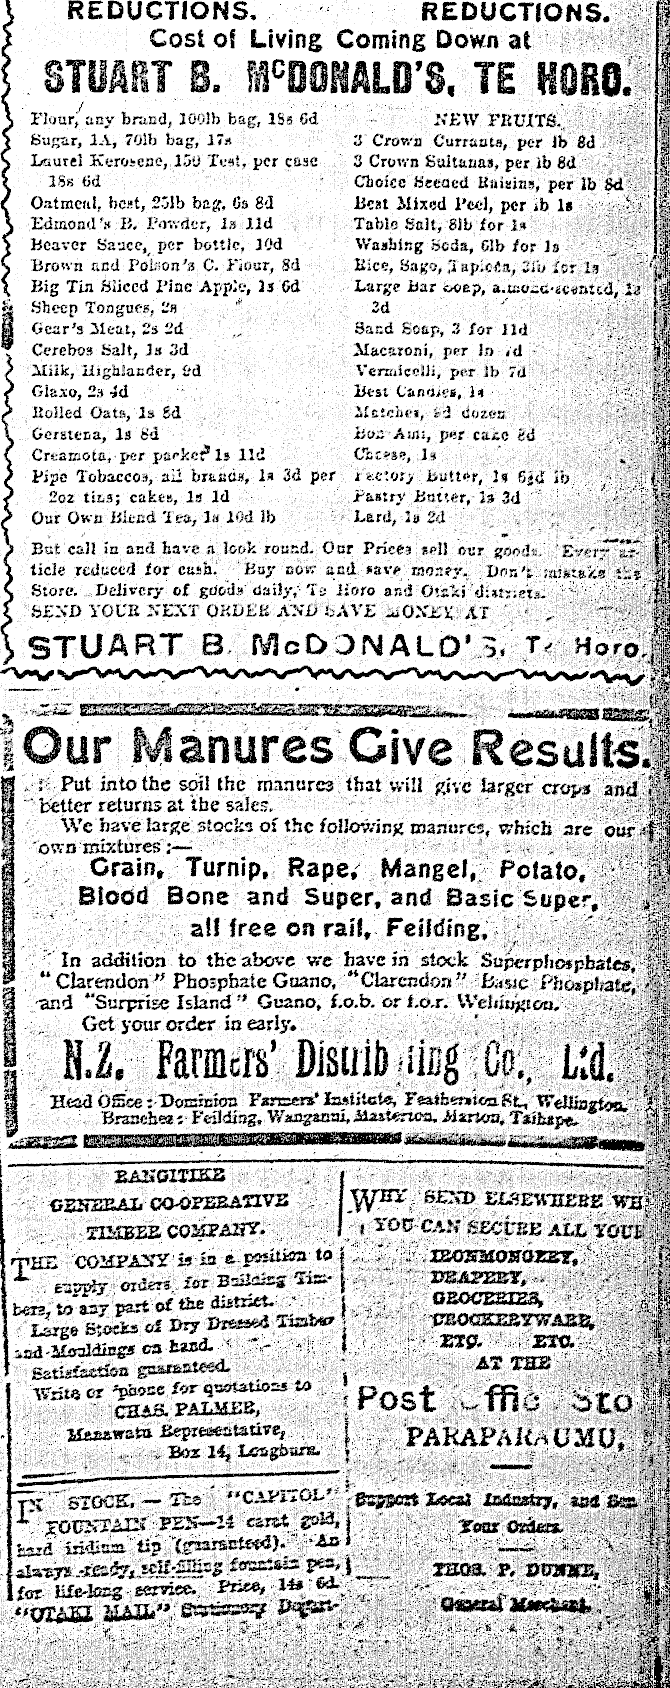 REDUCTIONS. REDUCTIONS.
Cost of Living Coming Down at
STUART B. McDONALD'S, TE HORO.
Flour, any brand, 100lb bag, 18s 6d
Sugar, 1A, 70lb bag, 17s
Laurel Kerosene, 150 Test, per case
18s 6d
Oatmeal, best, 25lb bag, 6s 8d
Edmond's B. Powder, 1s 11d
Beaver Sauce, per bottle, 10d
Brown and Polson's C. Flour, 8d
Big Tin Sliced Pine Apple, 1s 6d
Sheep Tongues, 2s
Gear's Meat, 2s 2d
Cerebos Salt, 1s 3d
Milk, Highlander, 9d
Glaxo, 2s 4d
Rolled Oats, 1s 8d
Gerstena, 1s 8d
Creamota, per packet 1s 11d
Pipe Tobaccos, all brands, 1s 3d per
2oz tins; cakes, 1s 1d
Our Own Blend Tea, 1s 10d lb
NEW FRUITS.
3 Crown Currants, per lb 8d
3 Crown Sultanas, per lb 8d
Choice Seeded Raisins, per lb 8d
Best Mixed Peel, per lb 1s
Table Salt, 8lb for 1s
Washing Soda, 6lb for 1s
Rice, Sago, Tapioca, 3lb for 1s
Large Bar Soap, almond-scented, 1s
3d
Sand Soap, 3 for 11d
Macaroni, per lb 7d
Vermicelli, per lb 7d
Best Candles, 1s
Matches, dozen
Bon Ami, per cake 8d
Cheese, 1s
Factory Butter, 1s lb
Pastry Butter, 1s 3d
Lard, 1s 2d
But call in and have a look round. Our Prices sell our goods. Every ar-
ticle reduced for cash. Buy now and save money. Don't mistake the
Store. Delivery of goods daily, Te Horo and Otaki districts.
SEND YOUR NEXT ORDER AND SAVE MONEY AT
STUART B. McDONALD'S, Te Horo.
Our Manures Give Results.
Put into the soil the manures that will give larger crops and
better returns at the sales.
We have large stocks of the following manures, which are our
own mixtures :—
Grain, Turnip, Rape, Mangel, Potato,
Blood Bone and Super, and Basic Super,
all free on rail, Feilding.
In addition to the above we have in stock Superphosphates,
"Clarendon" Phosphate Guano, "Clarendon" Basic Phosphate,
and "Surprise Island" Guano, f.o.b. or f.o.r. Wellington.
Get your order in early.
N.Z. Farmers' Distributing Co., Ltd.
Head Office : Dominion Farmers' Institute, Featherston St., Wellington.
Branches : Feilding, Wanganui, Masterton, Marton, Taihape.
RANGITIKE
GENERAL CO-OPERATIVE
TIMBER COMPANY.
THE COMPANY is in a position to
supply orders for Building Tim-
bers, to any part of the district.
Large Stocks of Dry Dressed Timber
and Mouldings on hand.
Satisfaction guaranteed.
Write or 'phone for quotations to
CHAS. PALMER,
Manawatu Representative,
Box 14, Longburn.
IN STOCK. — The "CAPITOL"
FOUNTAIN PEN—14 carat gold,
hard iridium tip (guaranteed). An
always-ready, self-filling fountain pen,
for life-long service. Price, 14s 6d.
"OTAKI MAIL" Stationery Depart-
WHY SEND ELSEWHERE WH
YOU CAN SECURE ALL YOUR
IRONMONGERY,
DRAPERY,
GROCERIES,
CROCKERYWARE,
ETC. ETC.
AT THE
Post Office Sto
PARAPARAUMU,
Support Local Industry, and Sen
Your Orders.
THOS. P. DUNNE,
General Merchant.